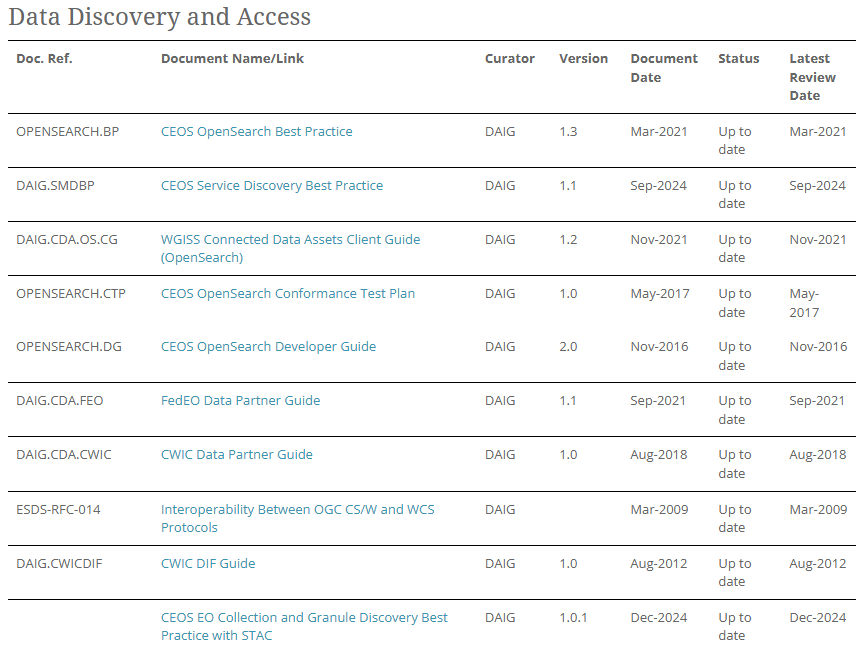 Data Discovery and Access
Doc. Ref. Document Name/Link Curator Version Document Date Status Latest Review Date
OPENSEARCH.BP CEOS OpenSearch Best Practice DAIG 1.3 Mar-2021 Up to date Mar-2021
DAIG.SMDBP CEOS Service Discovery Best Practice DAIG 1.1 Sep-2024 Up to date Sep-2024
DAIG.CDA.OS.CG WGISS Connected Data Assets Client Guide (OpenSearch) DAIG 1.2 Nov-2021 Up to date Nov-2021
OPENSEARCH.CTP CEOS OpenSearch Conformance Test Plan DAIG 1.0 May-2017 Up to date May-2017
OPENSEARCH.DG CEOS OpenSearch Developer Guide DAIG 2.0 Nov-2016 Up to date Nov-2016
DAIG.CDA.FEO FedEO Data Partner Guide DAIG 1.1 Sep-2021 Up to date Sep-2021
DAIG.CDA.CWIC CWIC Data Partner Guide DAIG 1.0 Aug-2018 Up to date Aug-2018
ESDS-RFC-014 Interoperability Between OGC CS/W and WCS Protocols DAIG Mar-2009 Up to date Mar-2009
DAIG.CWICDIF CWIC DIF Guide DAIG 1.0 Aug-2012 Up to date Aug-2012
CEOS EO Collection and Granule Discovery Best Practice with STAC DAIG 1.0.1 Dec-2024 Up to date Dec-2024